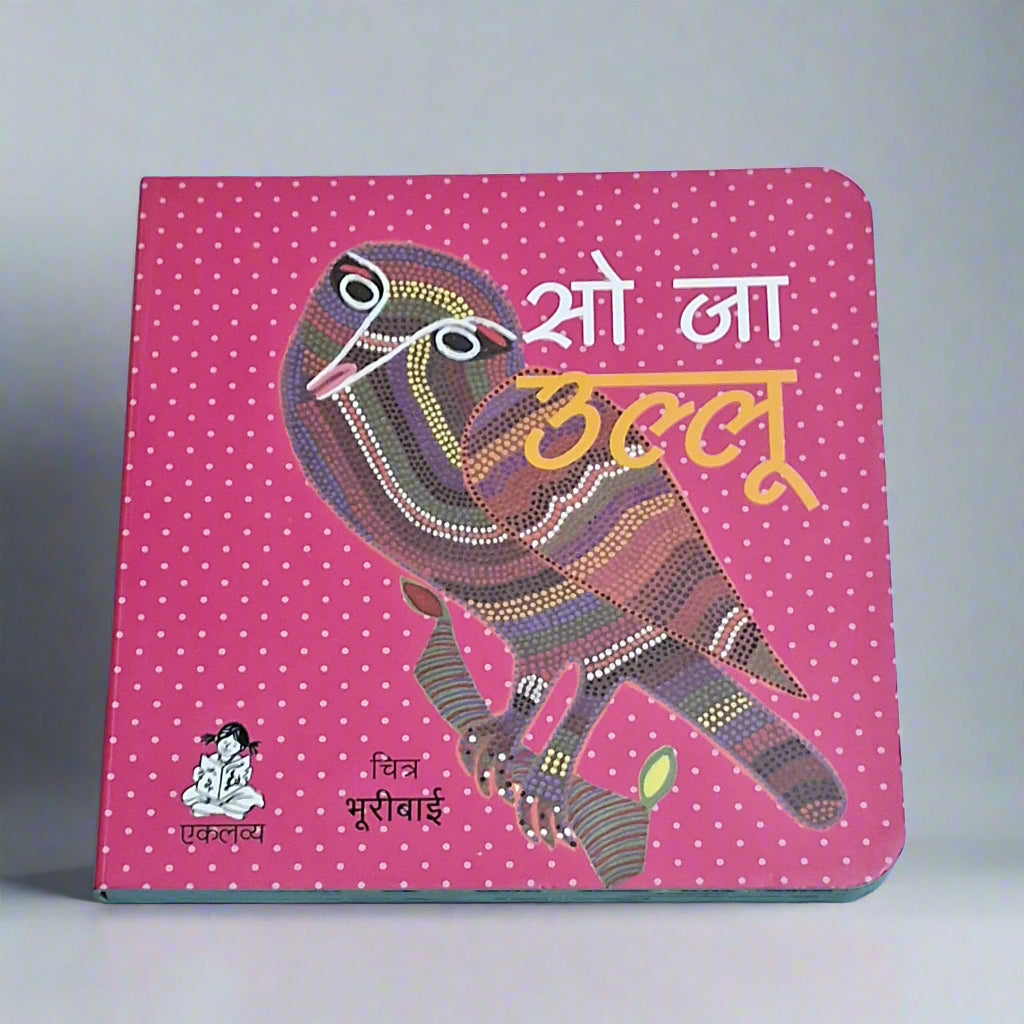 सो जा
उल्लू
चित्र
भूरीबाई
एकलव्य